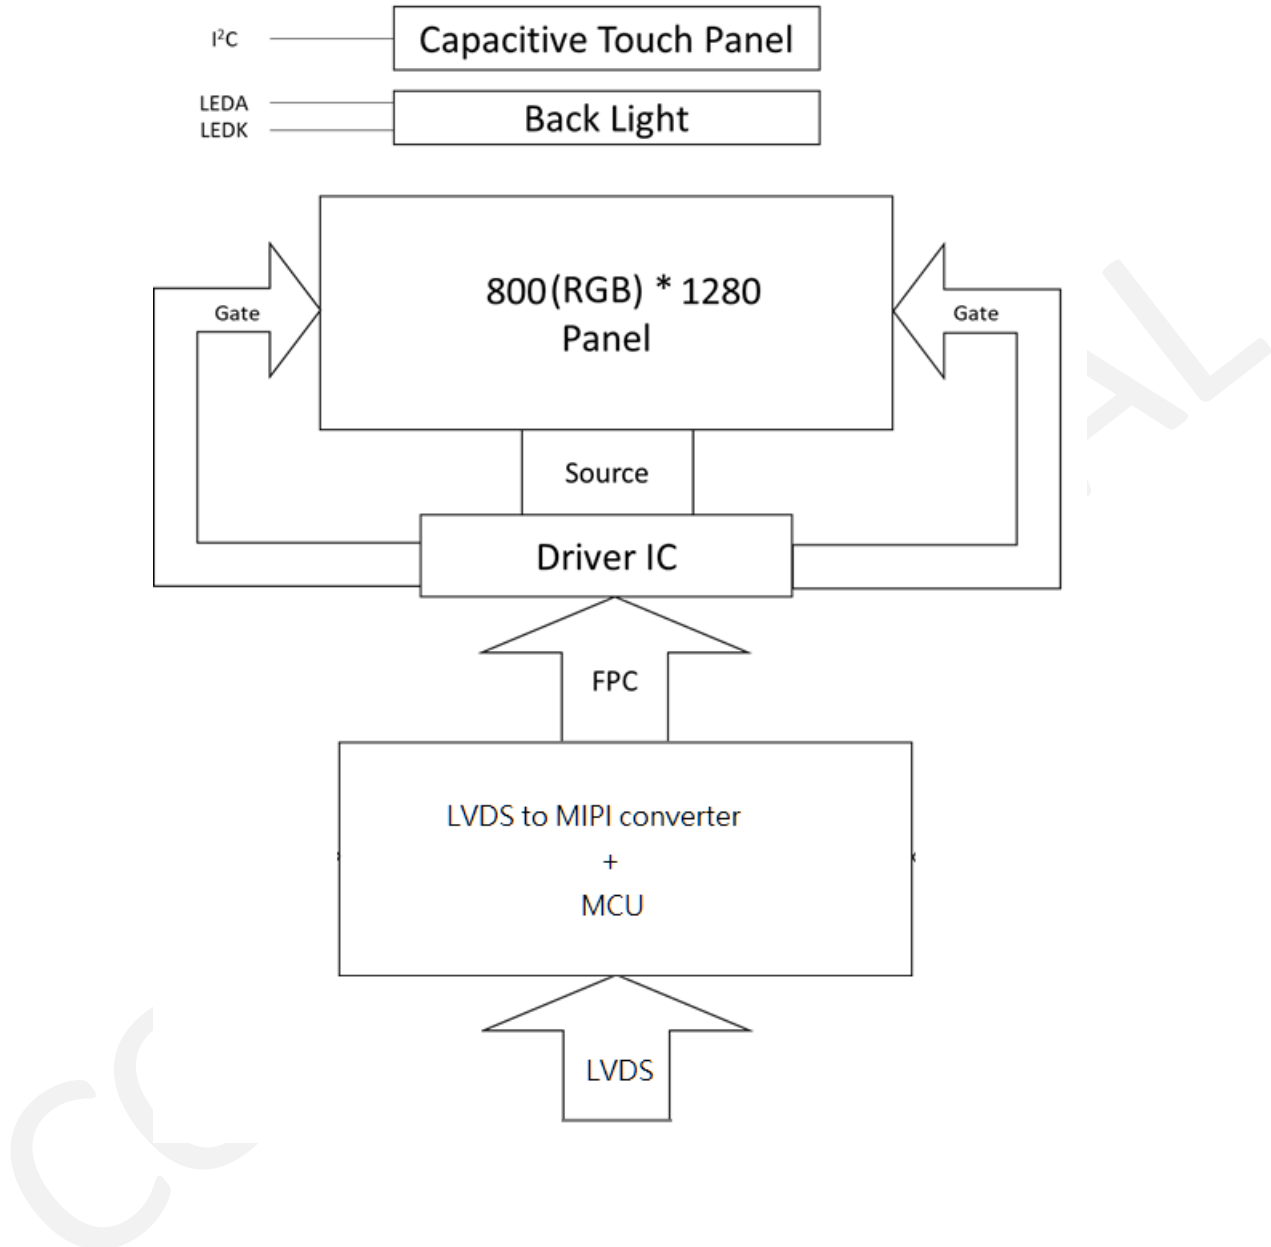 I²C
Capacitive Touch Panel
LEDA
LEDK
Back Light
800(RGB) * 1280
Panel
Gate
Gate
Source
Driver IC
FPC
LVDS to MIPI converter
+
MCU
LVDS